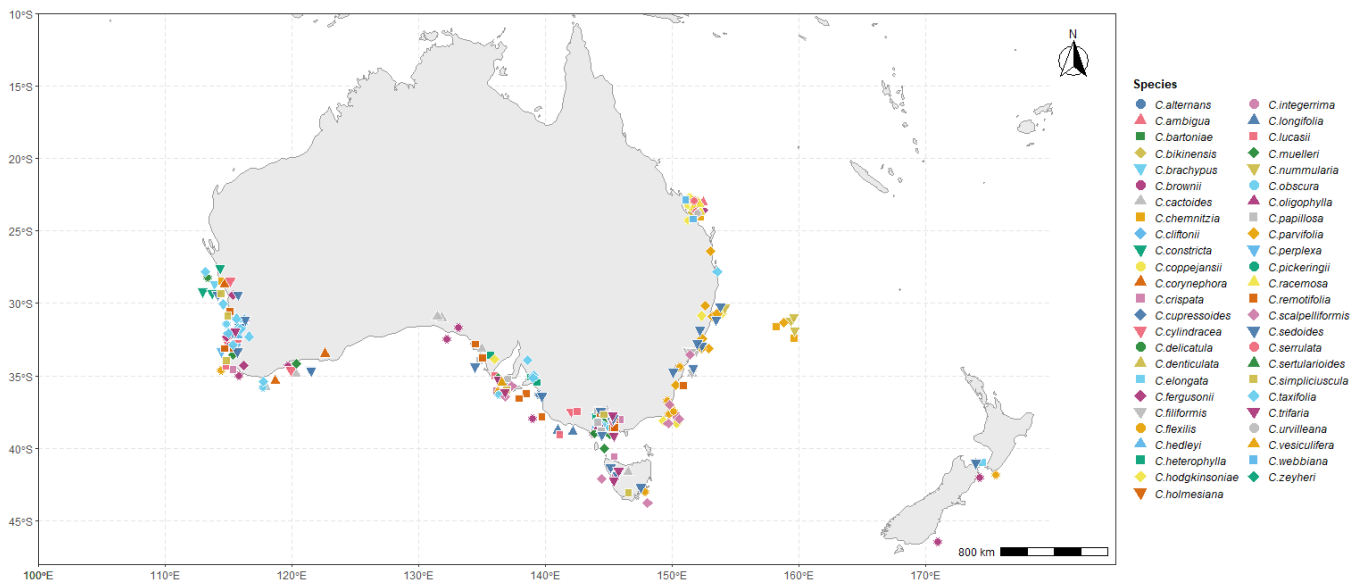 10°S
15°S
20°S
25°S
30°S
35°S
40°S
45°S
100°E
110°E
120°E
130°E
140°E
150°E
160°E
170°E
N
800 km
Species
C.alternans
C.ambigua
C.bartoniae
C.bikinensis
C.brachypus
C.brownii
C.cactoides
C.chemnitzia
C.cliftonii
C.constricta
C.coppejansii
C.corynephora
C.crispata
C.cupressoides
C.cylindracea
C.delicatula
C.denticulata
C.elongata
C.fergusonii
C.filiformis
C.flexilis
C.hedleyi
C.heterophylla
C.hodgkinsoniae
C.holmesiana
C.integerrima
C.longifolia
C.lucasii
C.muelleri
C.nummularia
C.obscura
C.oligophylla
C.papillosa
C.parvifolia
C.perplexa
C.pickeringii
C.racemosa
C.remotifolia
C.scalpelliformis
C.sedoides
C.serrulata
C.sertularioides
C.simpliciuscula
C.taxifolia
C.trifaria
C.urvilleana
C.vesiculifera
C.webbiana
C.zeyheri